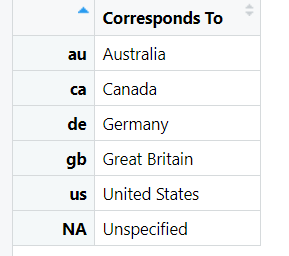 Corresponds To
au Australia
ca Canada
de Germany
gb Great Britain
us United States
NA Unspecified